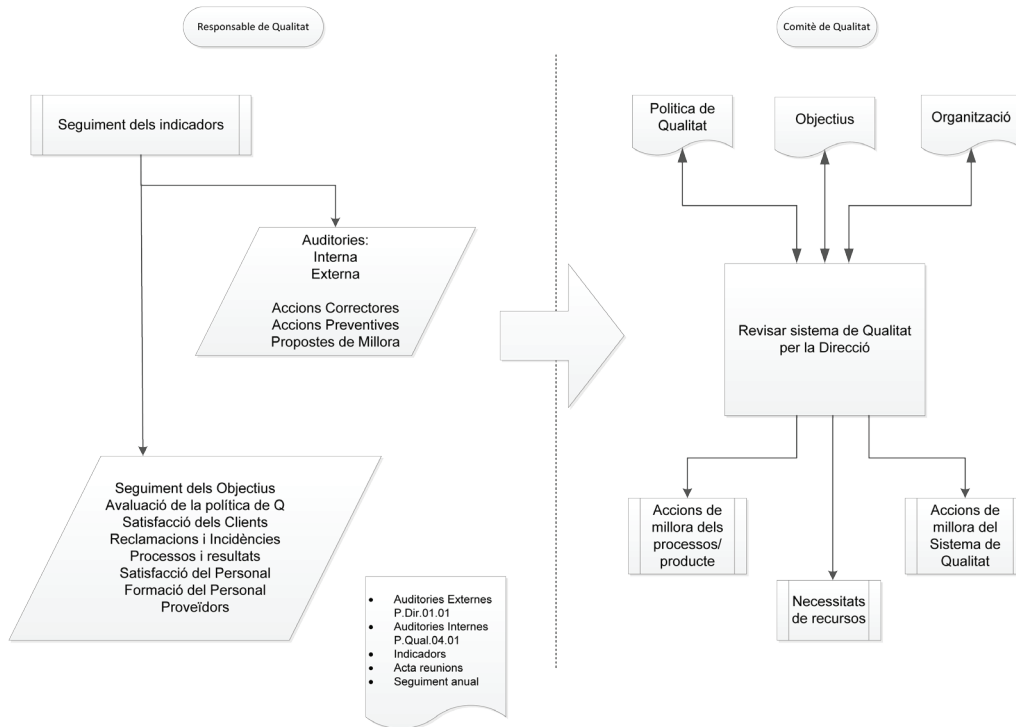 Responsable de Qualitat
Comitè de Qualitat
Seguiment dels indicadors
Auditories:
Interna
Externa
Accions Correctores
Accions Preventives
Propostes de Millora
Seguiment dels Objectius
Avaluació de la política de Q
Satisfacció dels Clients
Reclamacions i Incidències
Processos i resultats
Satisfacció del Personal
Formació del Personal
Proveïdors
• Auditories Externes
P.Dir.01.01
• Auditories Internes
P.Qual.04.01
• Indicadors
• Acta reunions
• Seguiment anual
Politica de
Qualitat
Objectius
Organització
Revisar sistema de Qualitat
per la Direcció
Accions de
millora dels
processos/
producte
Necessitats
de recursos
Accions de
millora del
Sistema de
Qualitat